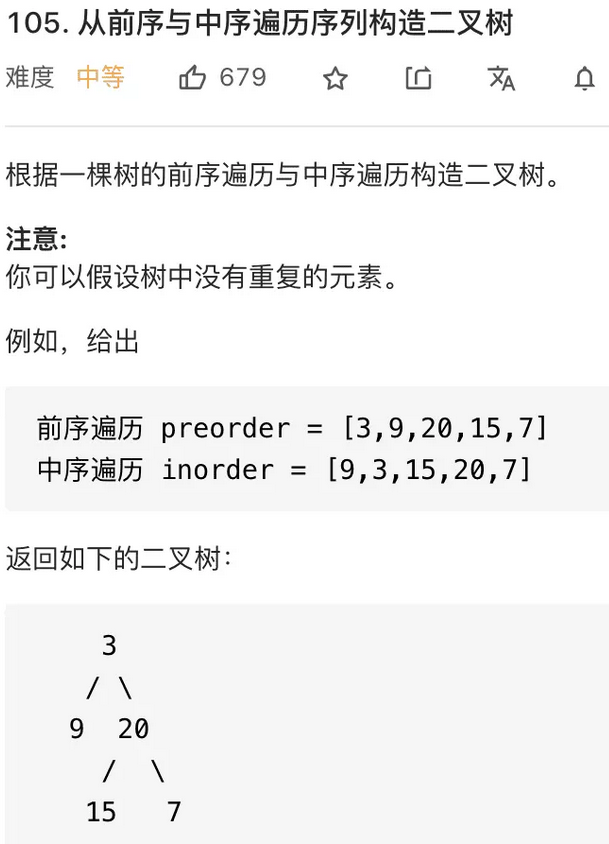 105. 从前序与中序遍历序列构造二叉树
难度 中等 679
根据一棵树的前序遍历与中序遍历构造二叉树。
注意:
你可以假设树中没有重复的元素。
例如，给出
前序遍历 preorder = [3,9,20,15,7]
中序遍历 inorder = [9,3,15,20,7]
返回如下的二叉树:
3
/ \
9 20
/ \
15 7